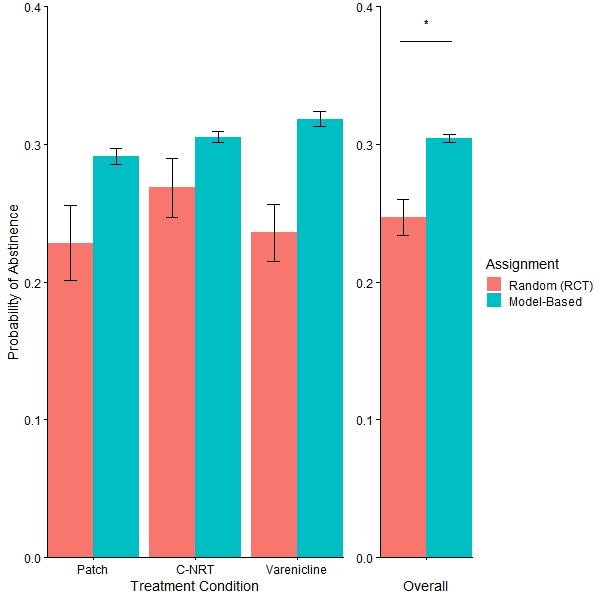 0.4
0.3
0.2
0.1
0.0
Probability of Abstinence
Patch
C-NRT
Varenicline
Treatment Condition
0.4
0.3
0.2
0.1
0.0
*
Overall
Assignment
Random (RCT)
Model-Based